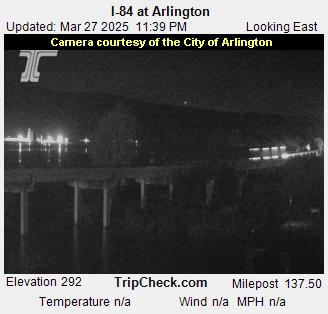 I-84 at Arlington
Updated: Mar 27 2025 11:39 PM Looking East
Camera courtesy of the City of Arlington
Elevation 292 TripCheck.com Milepost 137.50
Temperature n/a Wind n/a MPH n/a